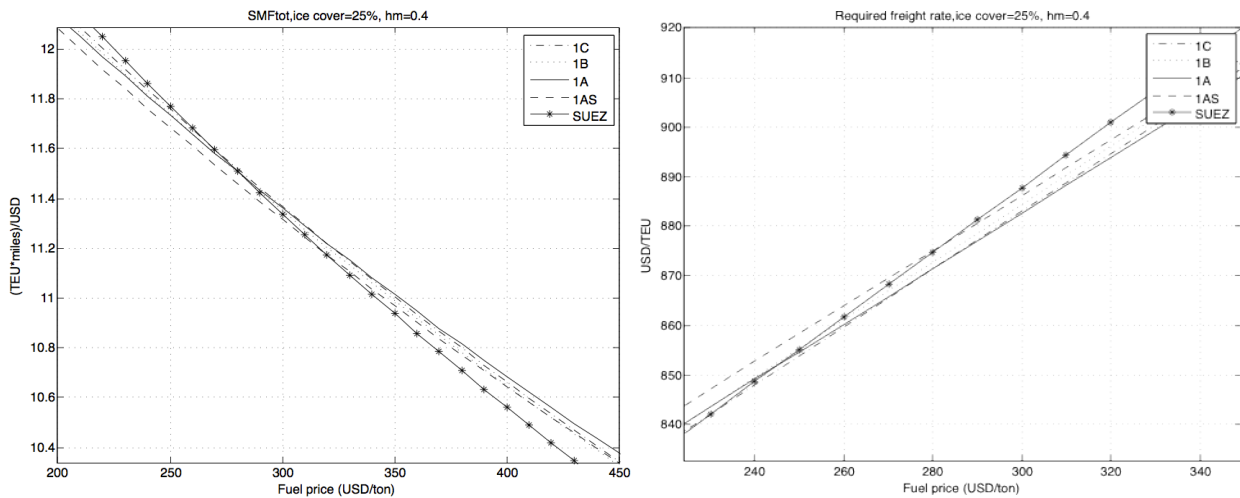 SMFtot,ice cover=25%, hm=0.4
12
11.8
11.6
11.4
11.2
11
10.8
10.6
10.4
(TEU*miles)/USD
1C
1B
1A
1AS
SUEZ
200 250 300 350 400 450
Fuel price (USD/ton)
Required freight rate,ice cover=25%, hm=0.4
920
910
900
890
880
870
860
850
840
USD/TEU
1C
1B
1A
1AS
SUEZ
240 260 280 300 320 340
Fuel price (USD/ton)